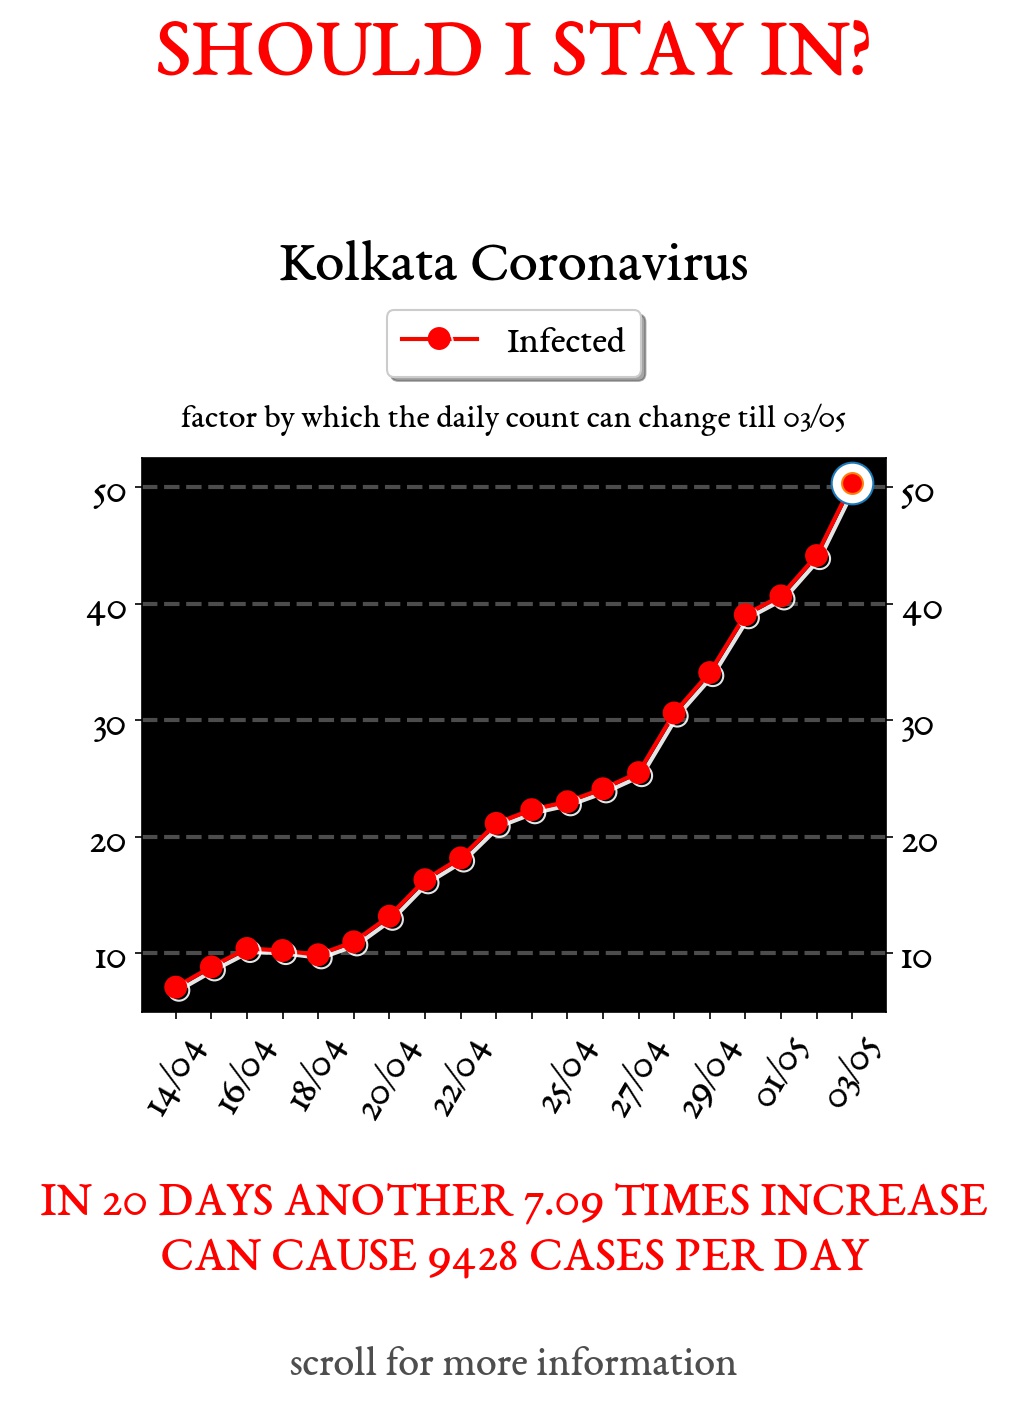 SHOULD I STAY IN?
Kolkata Coronavirus
Infected
factor by which the daily count can change till 03/05
50 50
40 40
30 30
20 20
10 10
14/04 16/04 18/04 20/04 22/04 25/04 27/04 29/04 01/05 03/05
IN 20 DAYS ANOTHER 7.09 TIMES INCREASE
CAN CAUSE 9428 CASES PER DAY
scroll for more information